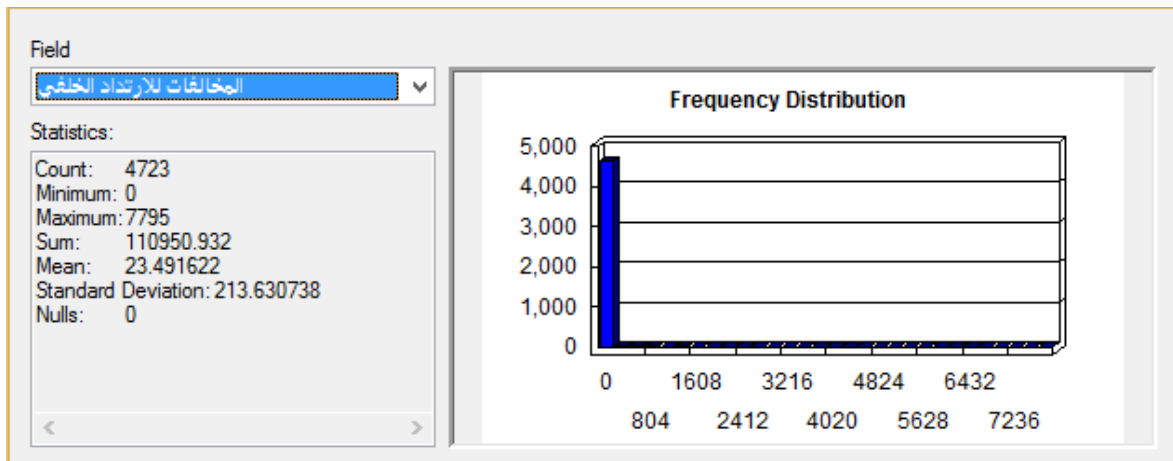 Field
المخالفات للارتداد الخلفي
Statistics:
Count: 4723
Minimum: 0
Maximum: 7795
Sum: 110950.932
Mean: 23.491622
Standard Deviation: 213.630738
Nulls: 0
Frequency Distribution
5,000
4,000
3,000
2,000
1,000
0
0 1608 3216 4824 6432
804 2412 4020 5628 7236